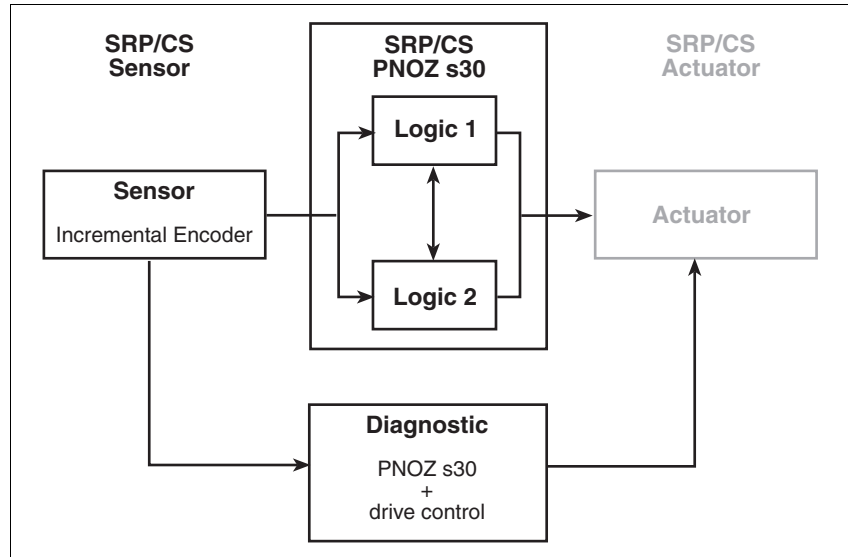 SRP/CS
Sensor
SRP/CS
PNOZ s30
SRP/CS
Actuator
Logic 1
Sensor
Incremental Encoder
Actuator
Logic 2
Diagnostic
PNOZ s30
+
drive control